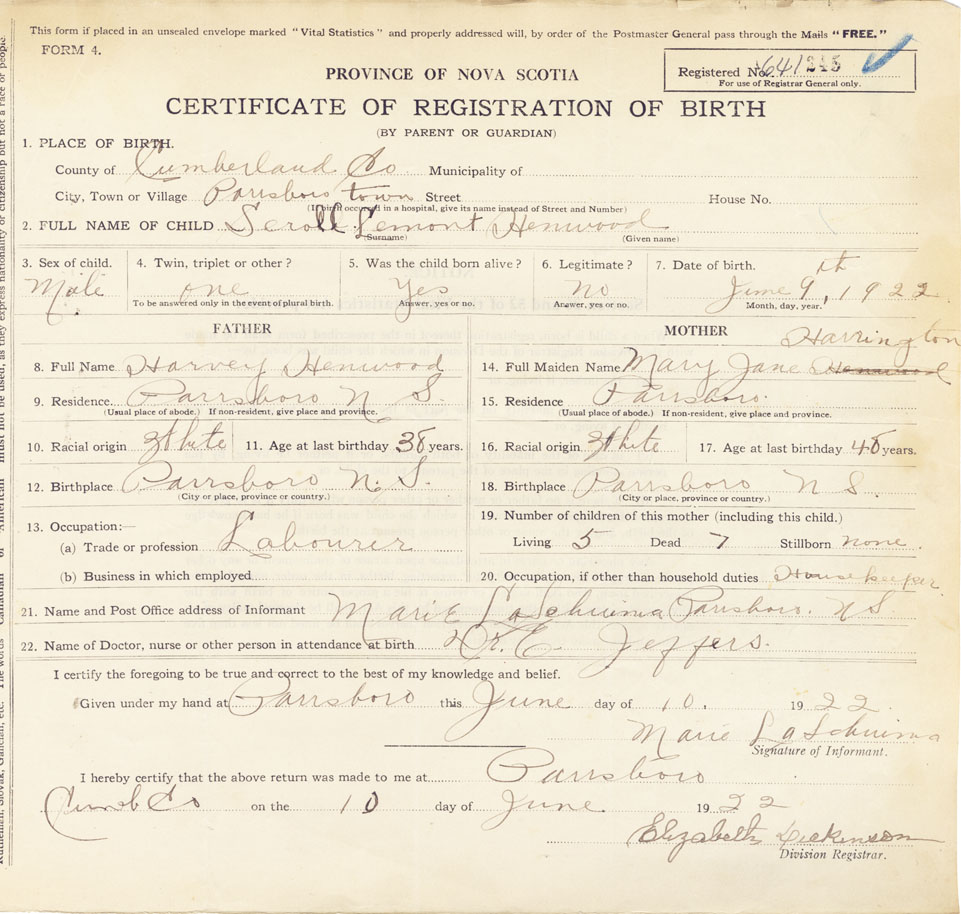 This form if placed in an unsealed envelope marked "Vital Statistics" and properly addressed will, by order of the Postmaster General pass through the Mails "FREE."
FORM 4.
PROVINCE OF NOVA SCOTIA
Registered No. 641245
For use of Registrar General only.
CERTIFICATE OF REGISTRATION OF BIRTH
(BY PARENT OR GUARDIAN)
1. PLACE OF BIRTH.
County of Cumberland Co Municipality of
City, Town or Village Parrsboro town Street House No.
(If birth occurred in a hospital, give its name instead of Street and Number)
2. FULL NAME OF CHILD Lemont Henwood
(Surname) (Given name)
3. Sex of child. 4. Twin, triplet or other? 5. Was the child born alive? 6. Legitimate? 7. Date of birth.
Male one Yes No June 9th, 1922
To be answered only in the event of plural birth. Answer, yes or no. Answer, yes or no. Month, day, year.
FATHER MOTHER
Harrington
8. Full Name Harvey Henwood 14. Full Maiden Name Mary Jane Henwood
9. Residence. Parrsboro N S. 15. Residence Parrsboro.
(Usual place of abode.) If non-resident, give place and province. (Usual place of abode.) If non-resident, give place and province.
10. Racial origin White 11. Age at last birthday 38 years. 16. Racial origin White 17. Age at last birthday 40 years.
12. Birthplace Parrsboro N. S. 18. Birthplace Parrsboro N S.
(City or place, province or country.) (City or place, province or country.)
13. Occupation:— 19. Number of children of this mother (including this child.)
(a) Trade or profession Labourer Living 5 Dead 7 Stillborn none.
(b) Business in which employed 20. Occupation, if other than household duties Housekeeper
21. Name and Post Office address of Informant Marie LaSchuima Parrsboro. N S
22. Name of Doctor, nurse or other person in attendance at birth Jeffers.
I certify the foregoing to be true and correct to the best of my knowledge and belief.
Given under my hand at Parrsboro this June day of 10. 1922.
Marie LaSchuima
Signature of Informant.
I hereby certify that the above return was made to me at Parrsboro
Cumb Co on the 10 day of June 1922
Elizabeth Dickinson
Division Registrar.